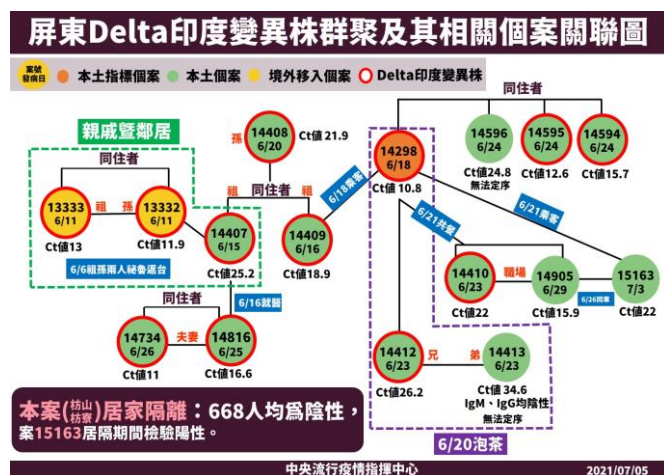 屏東Delta印度變異株群聚及其相關個案關聯圖
案號
發病日
本土指標個案
本土個案
境外移入個案
Delta印度變異株
親戚暨鄰居
同住者
13333
6/11
Ct值13
祖 孫
13332
6/11
Ct值11.9
6/6祖孫兩人祕魯返台
孫
14408
6/20
Ct值 21.9
祖 同住者 祖
14407
6/15
Ct值25.2
14409
6/16
Ct值18.9
6/16就醫
同住者
14734
6/26
Ct值11
夫妻
14816
6/25
Ct值16.6
6/18乘客
14298
6/18
Ct值 10.8
同住者
14596
6/24
Ct值24.8
無法定序
14595
6/24
Ct值12.6
14594
6/24
Ct值15.7
6/21乘客
6/21共餐
14410
6/23
Ct值22
職場
14905
6/29
Ct值15.9
6/26同車
15163
7/3
Ct值22
14412
6/23
Ct值26.2
兄 弟
14413
6/23
Ct值 34.6
IgM、IgG均陰性
無法定序
6/20泡茶
本案(枋山枋寮)居家隔離：668人均爲陰性，
案15163居隔期間檢驗陽性。
中央流行疫情指揮中心
2021/07/05